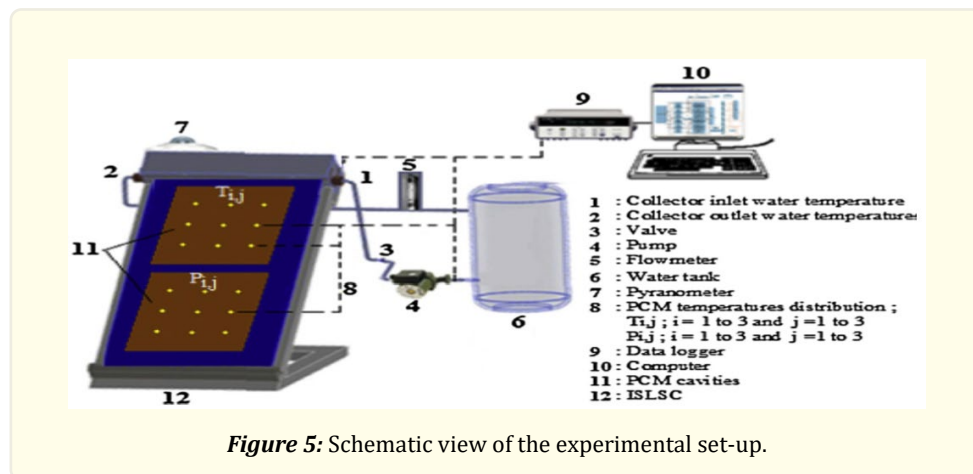 10
9
7
2
1
5
T i,j
11
3
P i,j
8
4
6
12
1 : Collector inlet water temperature
2 : Collector outlet water temperatures
3 : Valve
4 : Pump
5 : Flowmeter
6 : Water tank
7 : Pyranometer
8 : PCM temperatures distribution ;
Ti,j ; i = 1 to 3 and j =1 to 3
Pi,j ; i = 1 to 3 and j =1 to 3
9 : Data logger
10 : Computer
11 : PCM cavities
12 : ISLSC
Figure 5: Schematic view of the experimental set-up.